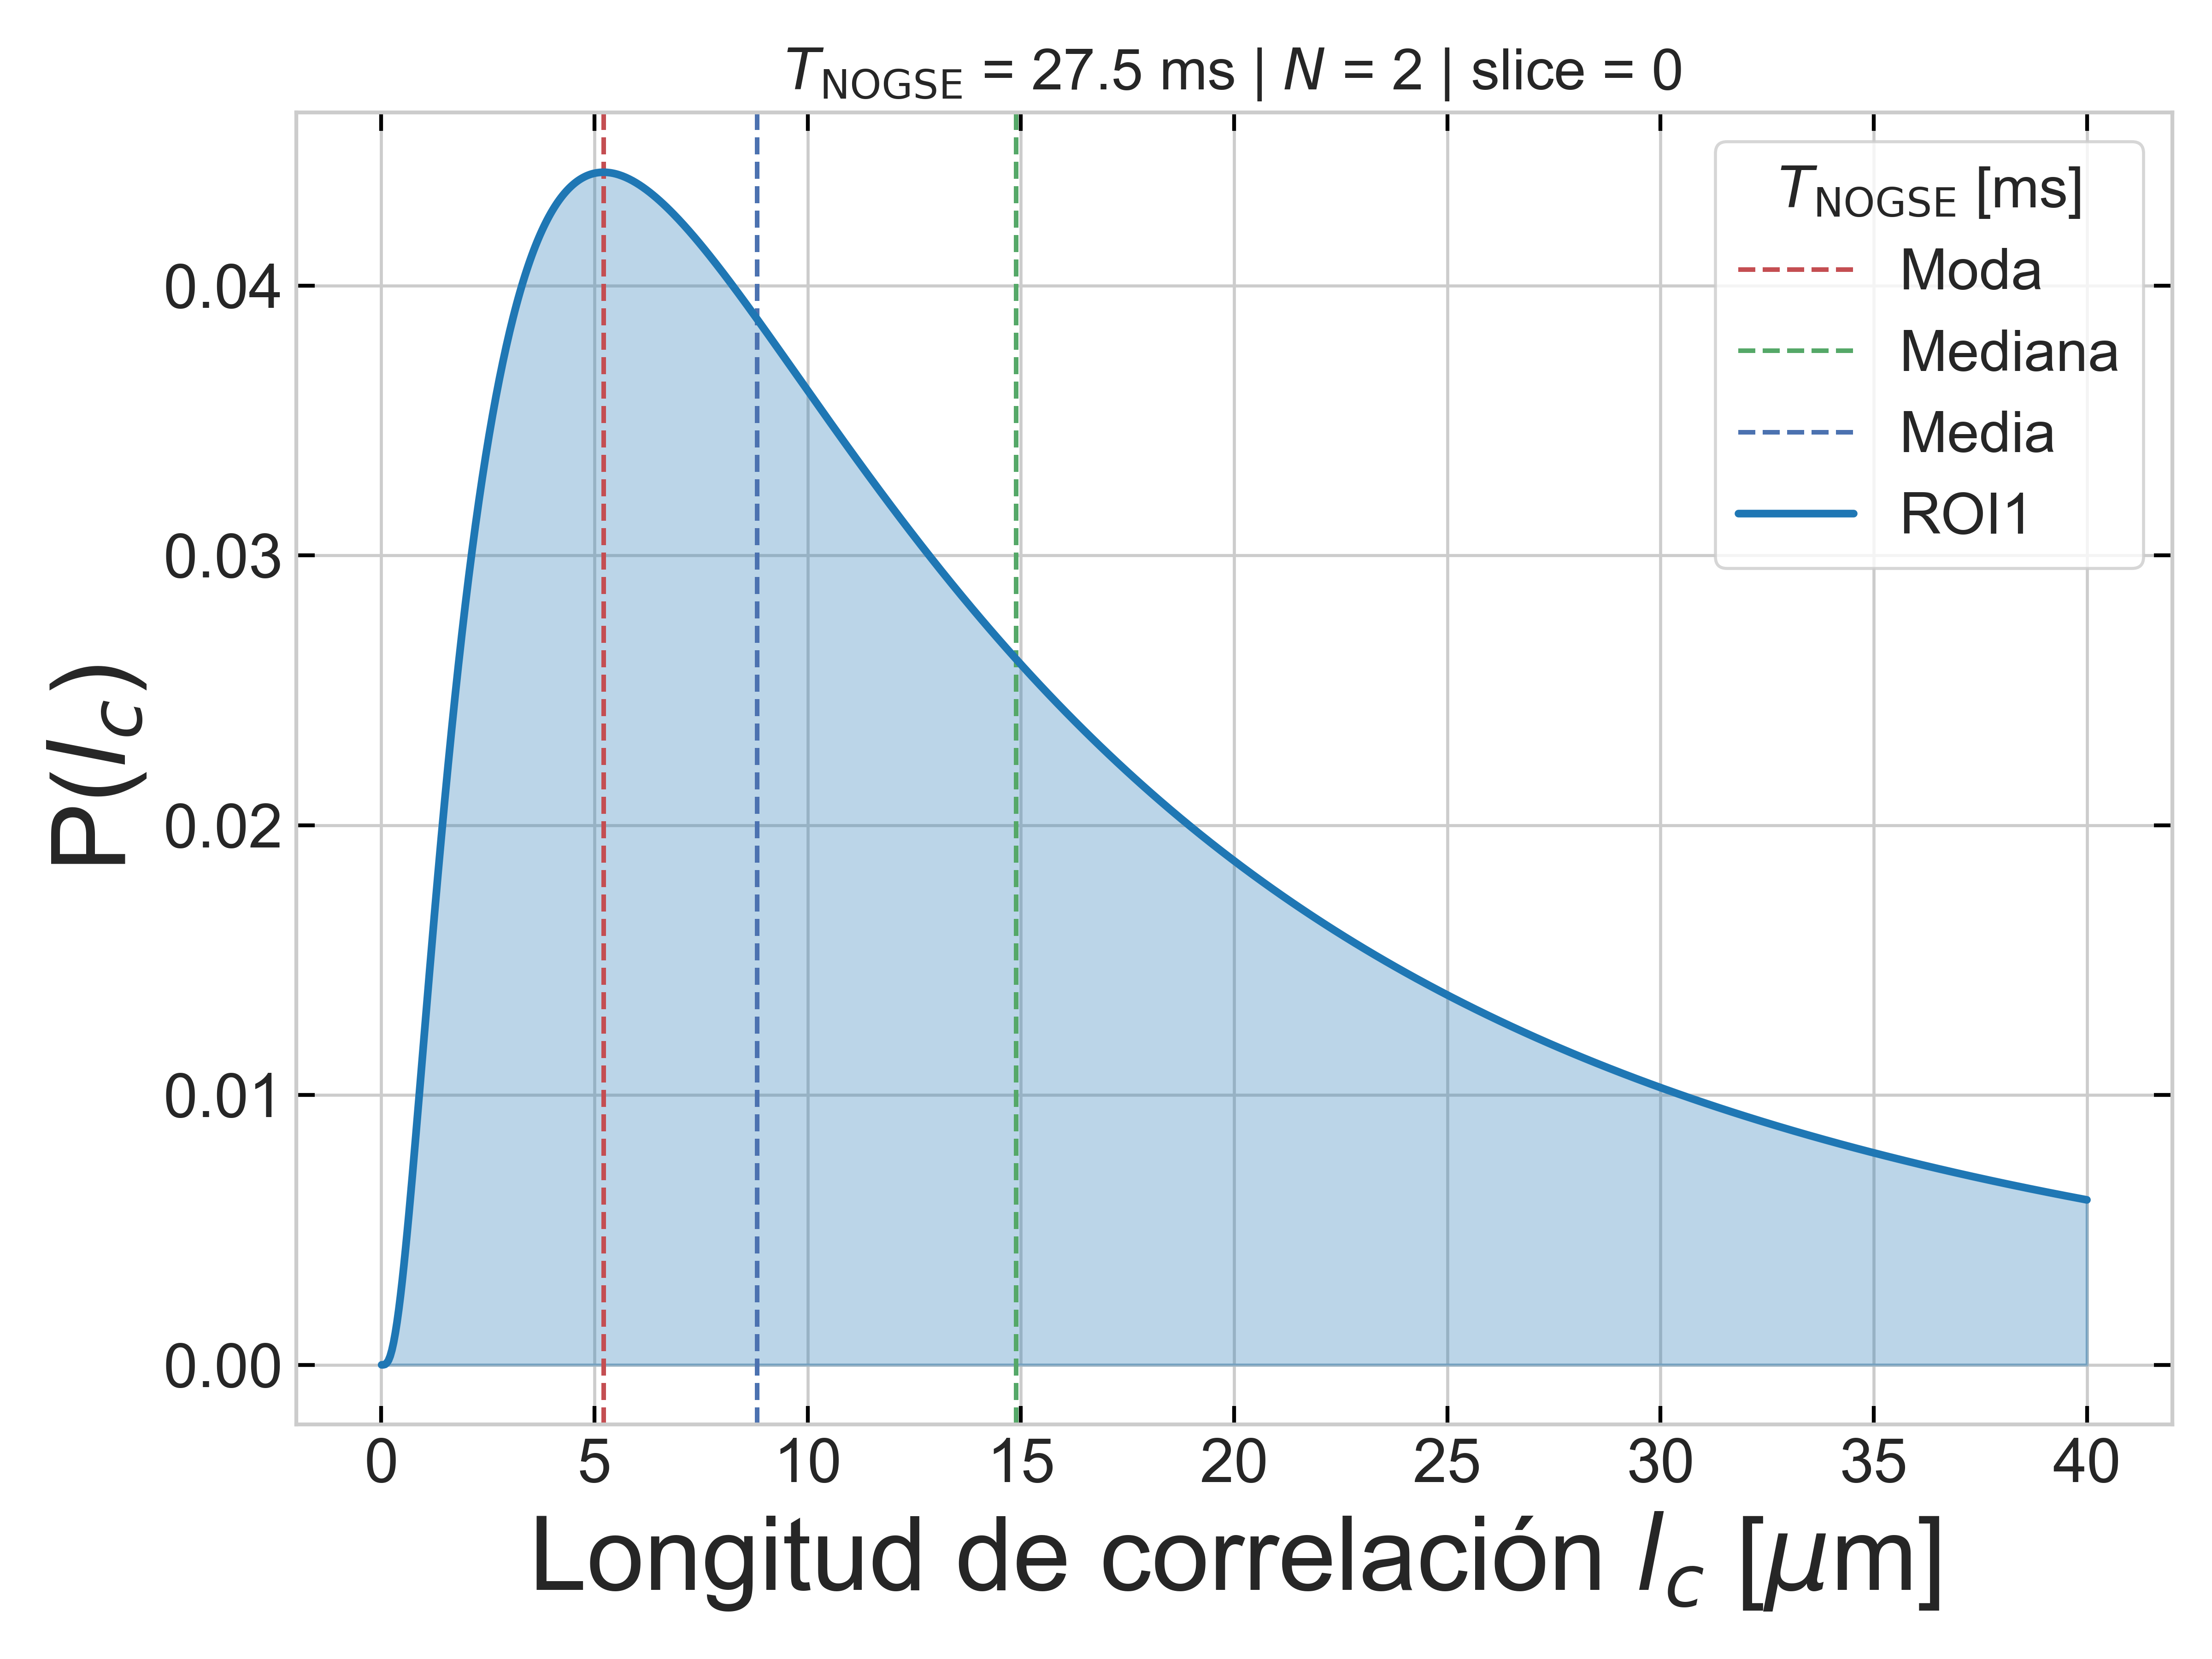 T_NOGSE = 27.5 ms | N = 2 | slice = 0
P(l_c)
0.04
0.03
0.02
0.01
0.00
T_NOGSE [ms]
Moda
Mediana
Media
ROI1
0 5 10 15 20 25 30 35 40
Longitud de correlación l_c [μm]